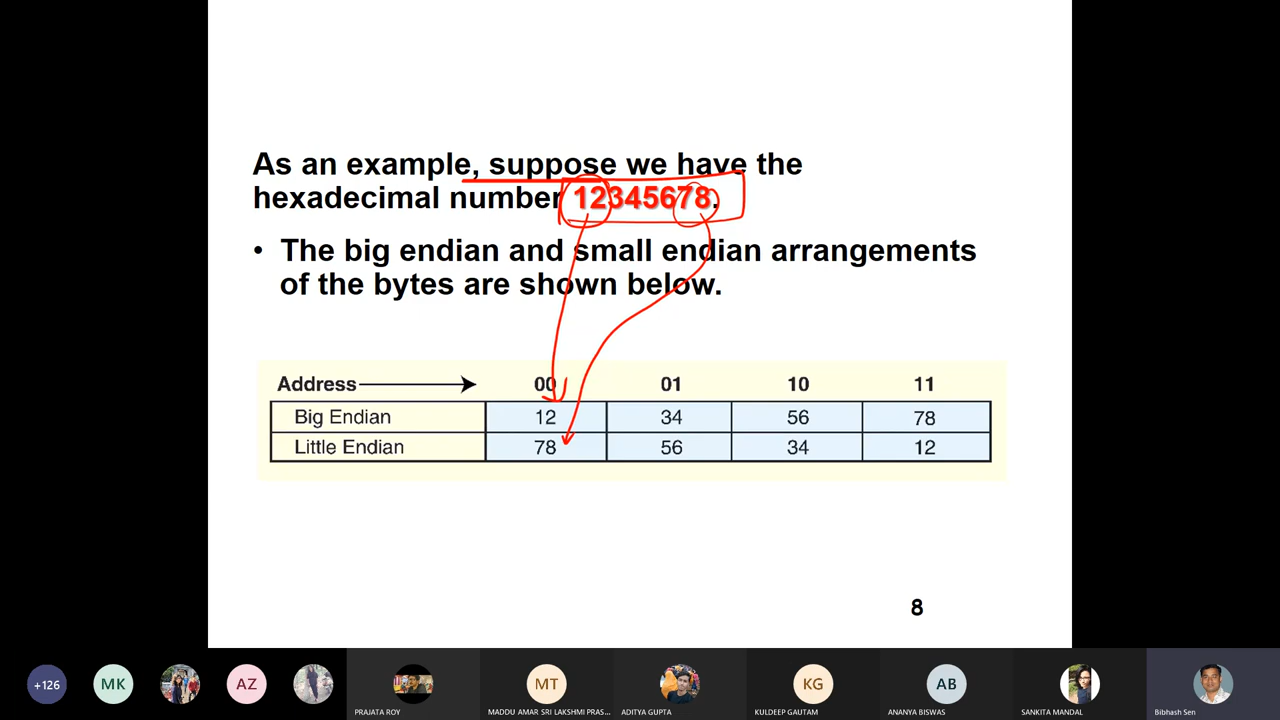 As an example, suppose we have the
hexadecimal number 12345678.
• The big endian and small endian arrangements
of the bytes are shown below.
Address 00 01 10 11
Big Endian 12 34 56 78
Little Endian 78 56 34 12
8
+126 MK AZ MT KG AB
PRAJATA ROY MADDU AMAR SRI LAKSHMI PRAS... ADITYA GUPTA KULDEEP GAUTAM ANANYA BISWAS SANKITA MANDAL Bibhash Sen